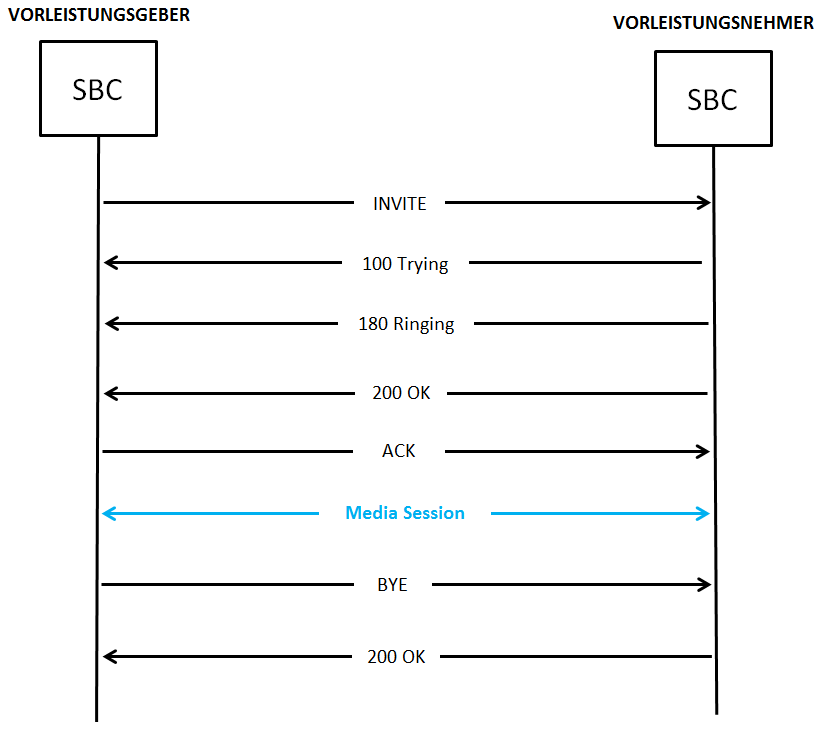 VORLEISTUNGSGEBER
VORLEISTUNGSNEHMER
SBC
SBC
INVITE
100 Trying
180 Ringing
200 OK
ACK
Media Session
BYE
200 OK